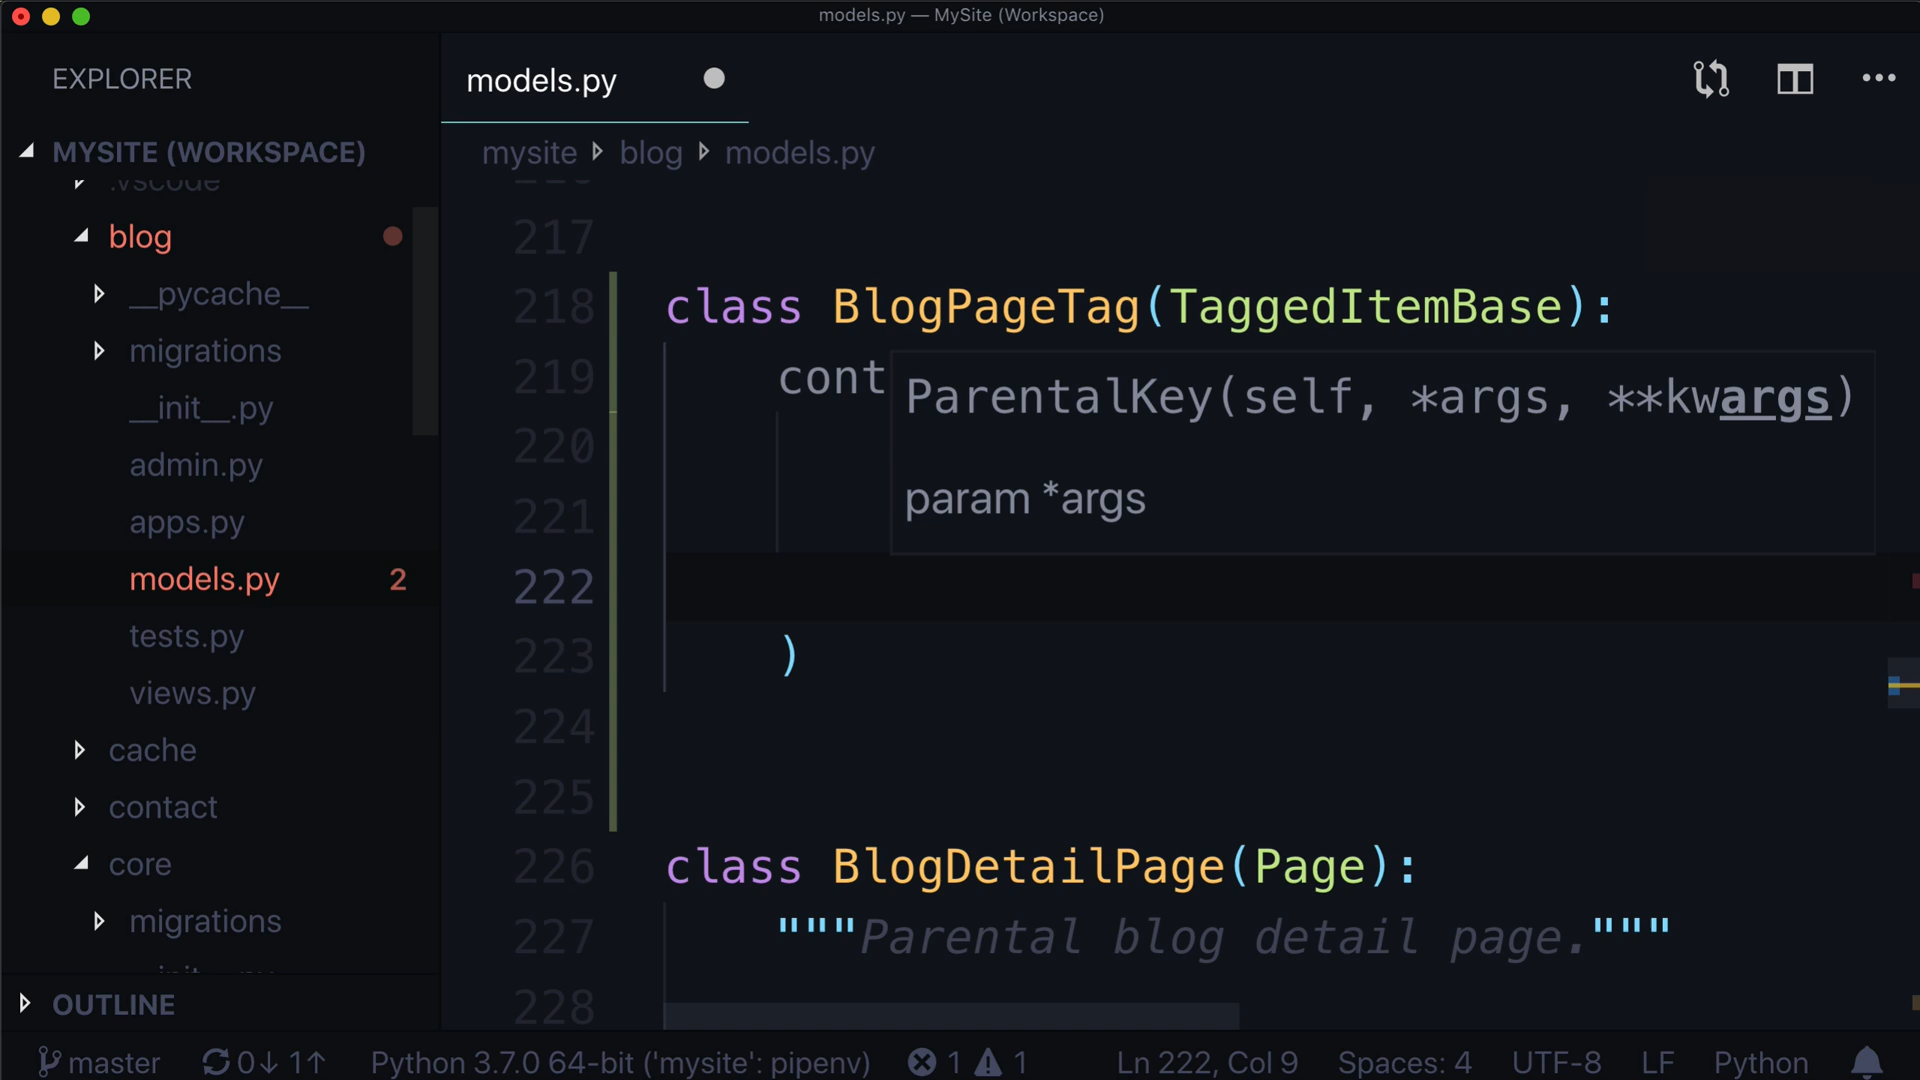 models.py — MySite (Workspace)
EXPLORER
MYSITE (WORKSPACE)
.vscode
blog
__pycache__
migrations
__init__.py
admin.py
apps.py
models.py 2
tests.py
views.py
cache
contact
core
migrations
OUTLINE
models.py
mysite blog models.py
217
218 class BlogPageTag(TaggedItemBase):
219 cont
ParentalKey(self, *args, **kwargs)
param *args
220
221
222
223 )
224
225
226 class BlogDetailPage(Page):
227 """Parental blog detail page."""
228
master 0↓ 1↑ Python 3.7.0 64-bit ('mysite': pipenv) 1 1 Ln 222, Col 9 Spaces: 4 UTF-8 LF Python